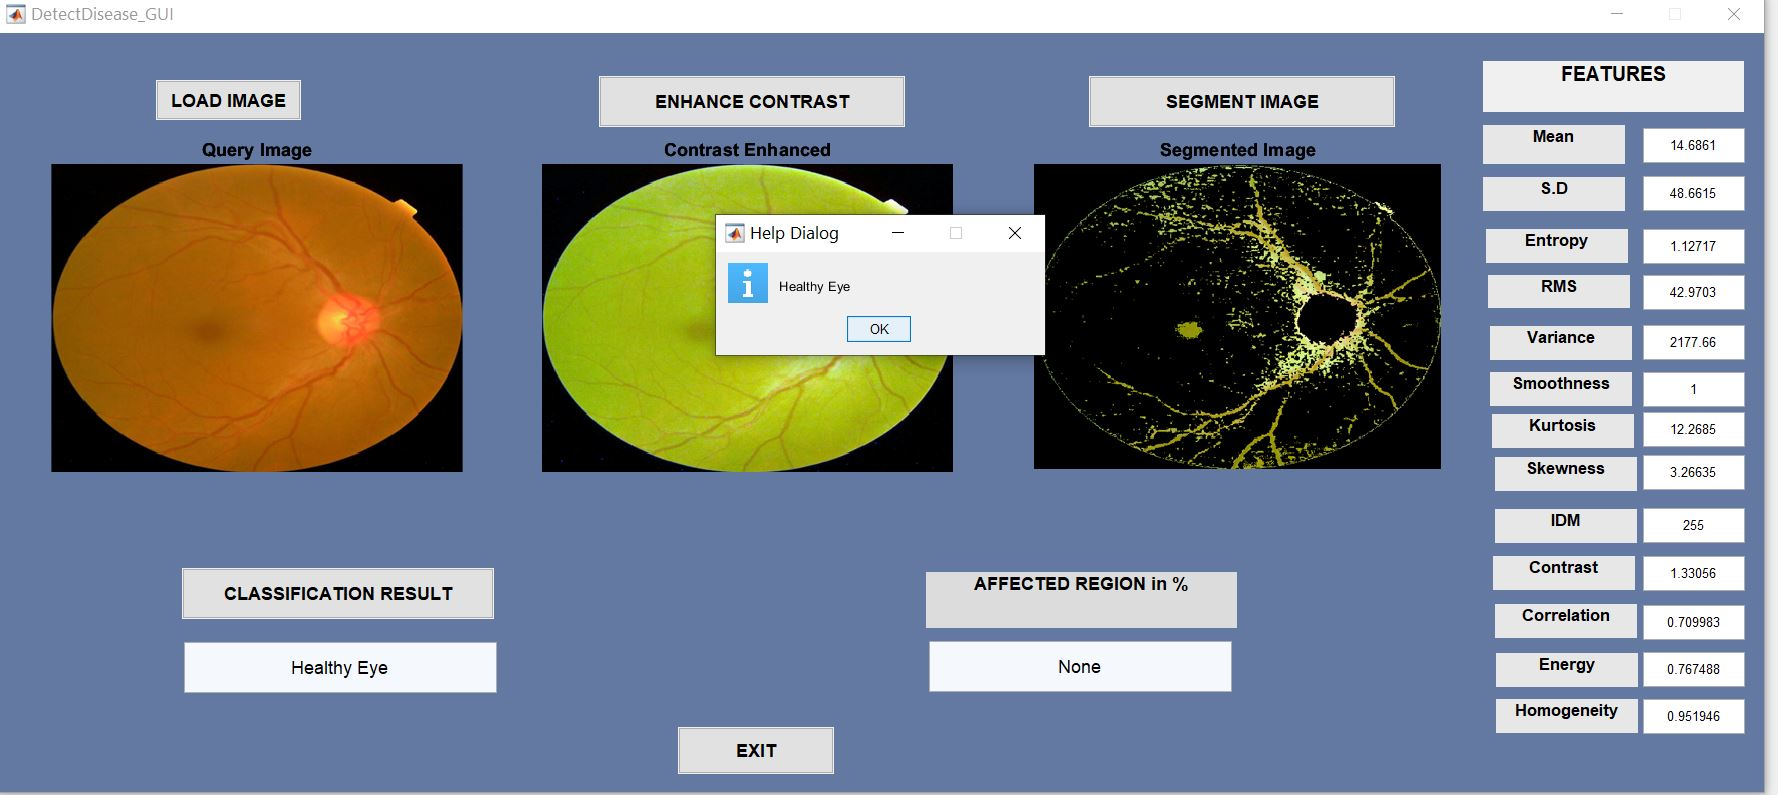 DetectDisease_GUI
LOAD IMAGE
ENHANCE CONTRAST
SEGMENT IMAGE
FEATURES
Query Image
Contrast Enhanced
Segmented Image
Help Dialog
Healthy Eye
OK
Mean 14.6861
S.D 48.6615
Entropy 1.12717
RMS 42.9703
Variance 2177.66
Smoothness 1
Kurtosis 12.2685
Skewness 3.26635
IDM 255
Contrast 1.33056
Correlation 0.709983
Energy 0.767488
Homogeneity 0.951946
CLASSIFICATION RESULT
Healthy Eye
AFFECTED REGION in %
None
EXIT